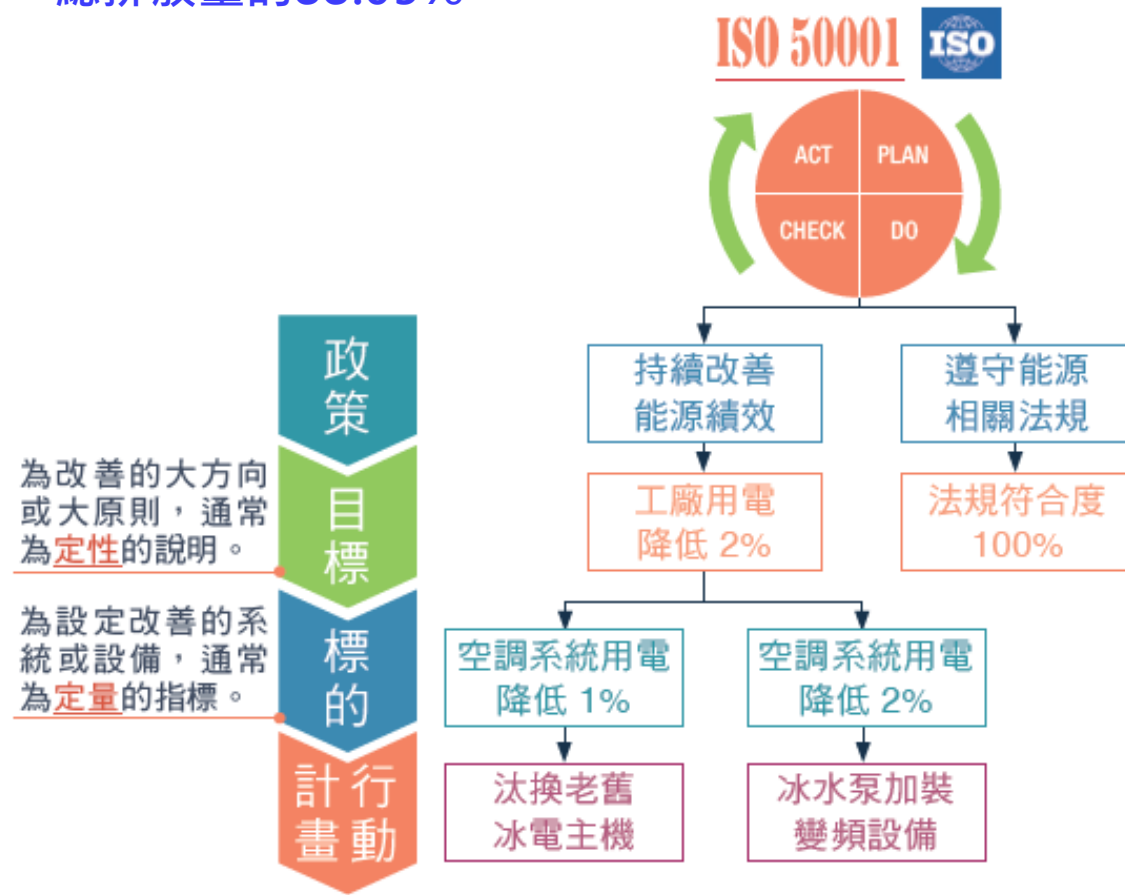 ISO 50001 ISO
ACT PLAN
CHECK DO
政策
持續改善
能源績效
遵守能源
相關法規
為改善的大方向
或大原則，通常
為定性的說明。
目標
工廠用電
降低 2%
法規符合度
100%
為設定改善的系
統或設備，通常
為定量的指標。
標的
空調系統用電
降低 1%
空調系統用電
降低 2%
行動
計畫
汰換老舊
冰電主機
冰水泵加裝
變頻設備